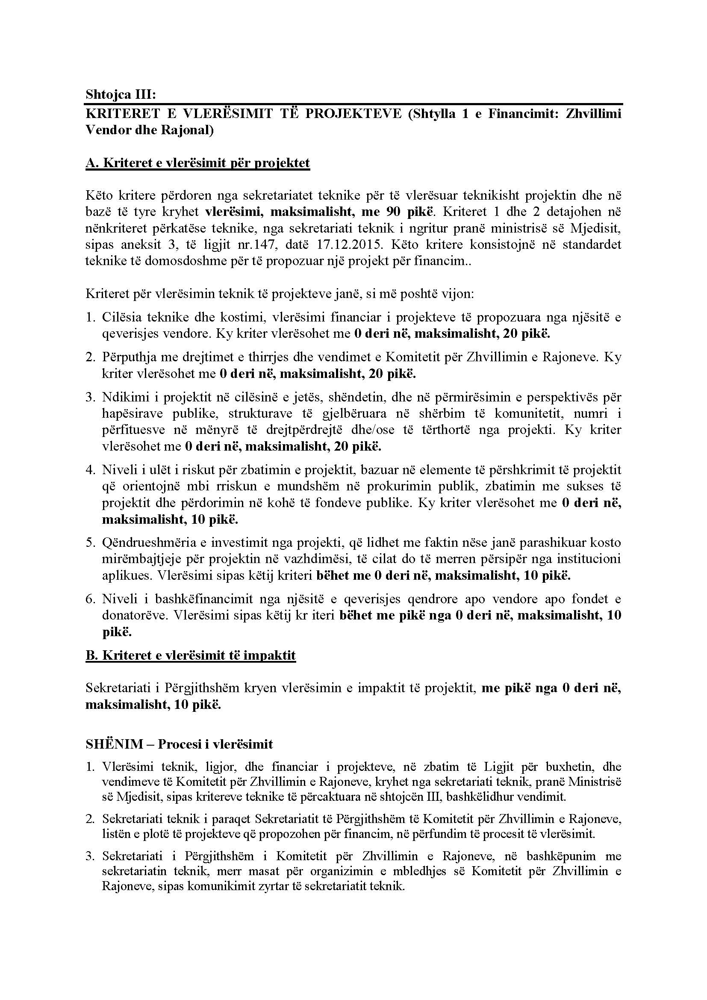 Shtojca III:
KRITERET E VLERËSIMIT TË PROJEKTEVE (Shtylla 1 e Financimit: Zhvillimi
Vendor dhe Rajonal)
A. Kriteret e vlerësimit për projektet
Këto kritere përdoren nga sekretariatet teknike për të vlerësuar teknikisht projektin dhe në
bazë të tyre kryhet vlerësimi, maksimalisht, me 90 pikë. Kriteret 1 dhe 2 detajohen në
nënkriteret përkatëse teknike, nga sekretariati teknik i ngritur pranë ministrisë së Mjedisit,
sipas aneksit 3, të ligjit nr.147, datë 17.12.2015. Këto kritere konsistojnë në standardet
teknike të domosdoshme për të propozuar një projekt për financim..
Kriteret për vlerësimin teknik të projekteve janë, si më poshtë vijon:
1. Cilësia teknike dhe kostimi, vlerësimi financiar i projekteve të propozuara nga njësitë e
qeverisjes vendore. Ky kriter vlerësohet me 0 deri në, maksimalisht, 20 pikë.
2. Përputhja me drejtimet e thirrjes dhe vendimet e Komitetit për Zhvillimin e Rajoneve. Ky
kriter vlerësohet me 0 deri në, maksimalisht, 20 pikë.
3. Ndikimi i projektit në cilësinë e jetës, shëndetin, dhe në përmirësimin e perspektivës për
hapësirave publike, strukturave të gjelbëruara në shërbim të komunitetit, numri i
përfituesve në mënyrë të drejtpërdrejtë dhe/ose të tërthortë nga projekti. Ky kriter
vlerësohet me 0 deri në, maksimalisht, 20 pikë.
4. Niveli i ulët i riskut për zbatimin e projektit, bazuar në elemente të përshkrimit të projektit
që orientojnë mbi rriskun e mundshëm në prokurimin publik, zbatimin me sukses të
projektit dhe përdorimin në kohë të fondeve publike. Ky kriter vlerësohet me 0 deri në,
maksimalisht, 10 pikë.
5. Qëndrueshmëria e investimit nga projekti, që lidhet me faktin nëse janë parashikuar kosto
mirëmbajtjeje për projektin në vazhdimësi, të cilat do të merren përsipër nga institucioni
aplikues. Vlerësimi sipas këtij kriteri bëhet me 0 deri në, maksimalisht, 10 pikë.
6. Niveli i bashkëfinancimit nga njësitë e qeverisjes qendrore apo vendore apo fondet e
donatorëve. Vlerësimi sipas këtij kr iteri bëhet me pikë nga 0 deri në, maksimalisht, 10
pikë.
B. Kriteret e vlerësimit të impaktit
Sekretariati i Përgjithshëm kryen vlerësimin e impaktit të projektit, me pikë nga 0 deri në,
maksimalisht, 10 pikë.
SHËNIM – Procesi i vlerësimit
1. Vlerësimi teknik, ligjor, dhe financiar i projekteve, në zbatim të Ligjit për buxhetin, dhe
vendimeve të Komitetit për Zhvillimin e Rajoneve, kryhet nga sekretariati teknik, pranë Ministrisë
së Mjedisit, sipas kritereve teknike të përcaktuara në shtojcën III, bashkëlidhur vendimit.
2. Sekretariati teknik i paraqet Sekretariatit të Përgjithshëm të Komitetit për Zhvillimin e Rajoneve,
listën e plotë të projekteve që propozohen për financim, në përfundim të procesit të vlerësimit.
3. Sekretariati i Përgjithshëm i Komitetit për Zhvillimin e Rajoneve, në bashkëpunim me
sekretariatin teknik, merr masat për organizimin e mbledhjes së Komitetit për Zhvillimin e
Rajoneve, sipas komunikimit zyrtar të sekretariatit teknik.